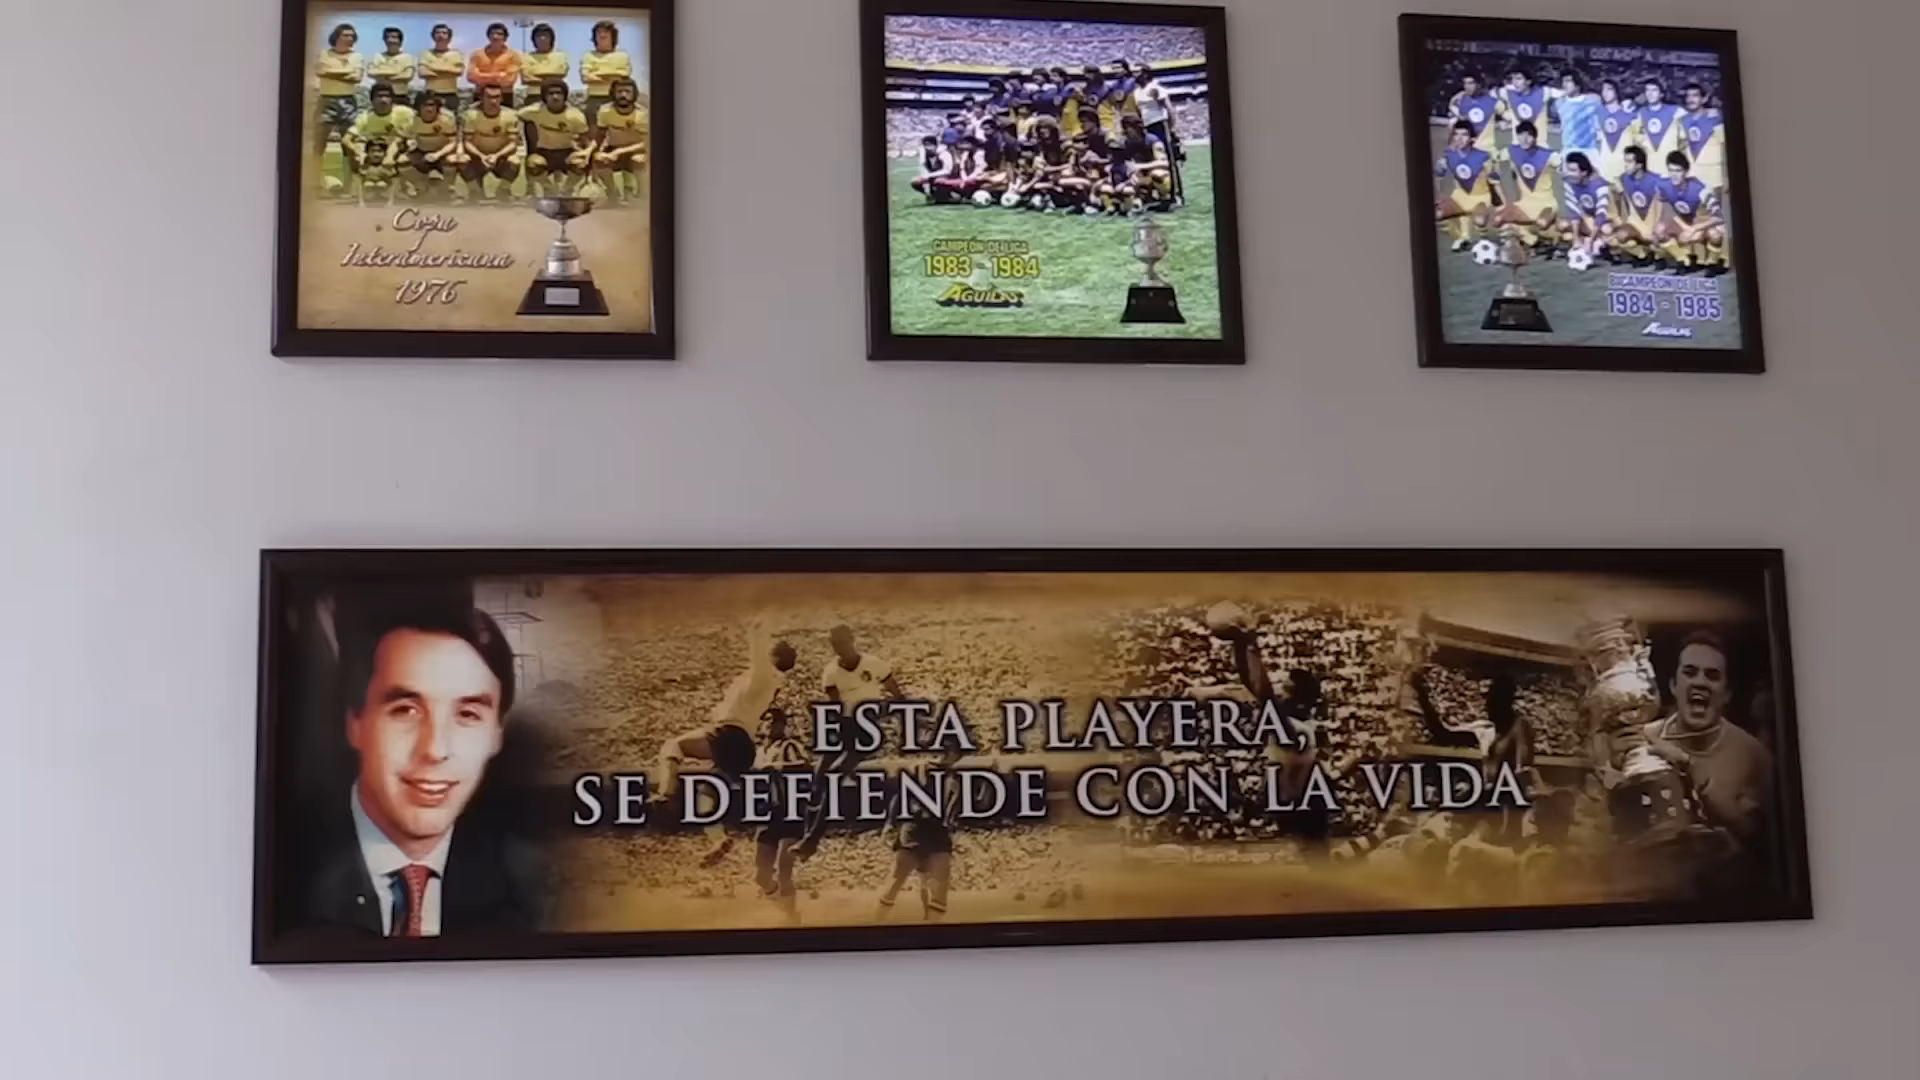 Copa
Interamericana
1976
CAMPEÓN DE LIGA
1983 - 1984
ÁGUILAS
BICAMPEÓN DE LIGA
1984 - 1985
ÁGUILAS
ESTA PLAYERA,
SE DEFIENDE CON LA VIDA